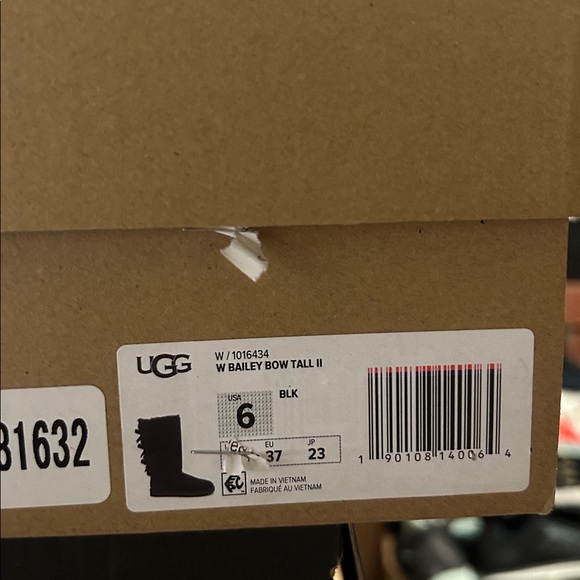 UGG
W / 1016434
W BAILEY BOW TALL II
USA
6
BLK
EU
37
JP
23
MADE IN VIETNAM
FABRIQUÉ AU VIETNAM
1 90108 14006 4
31632